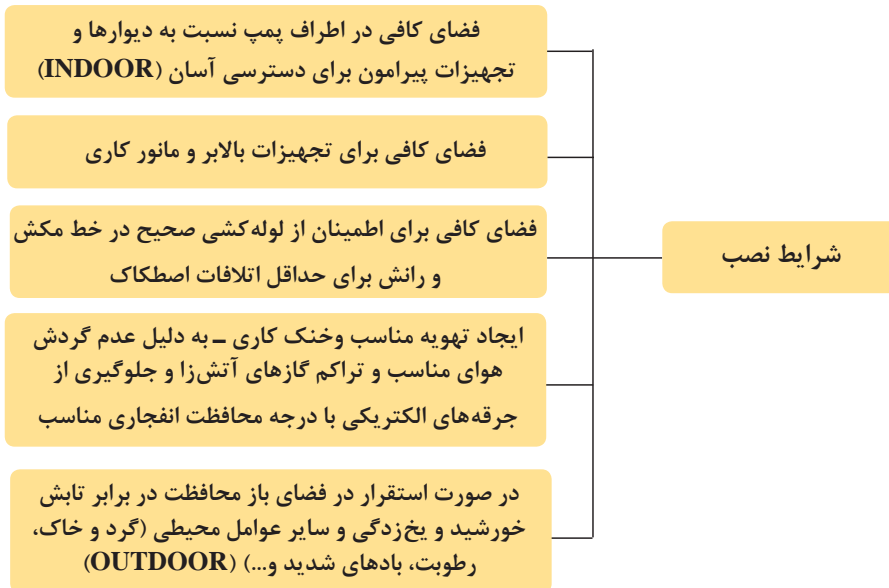 شرایط نصب
فضای کافی در اطراف پمپ نسبت به دیوارها و
تجهیزات پیرامون برای دسترسی آسان (INDOOR)
فضای کافی برای تجهیزات بالابر و مانور کاری
فضای کافی برای اطمینان از لوله‌کشی صحیح در خط مکش
و رانش برای حداقل اتلافات اصطکاک
ایجاد تهویه مناسب وخنک کاری ـ به دلیل عدم گردش
هوای مناسب و تراکم گازهای آتش‌زا و جلوگیری از
جرقه‌های الکتریکی با درجه محافظت انفجاری مناسب
در صورت استقرار در فضای باز محافظت در برابر تابش
خورشید و یخ‌زدگی و سایر عوامل محیطی (گرد و خاک،
رطوبت، بادهای شدید و...) (OUTDOOR)